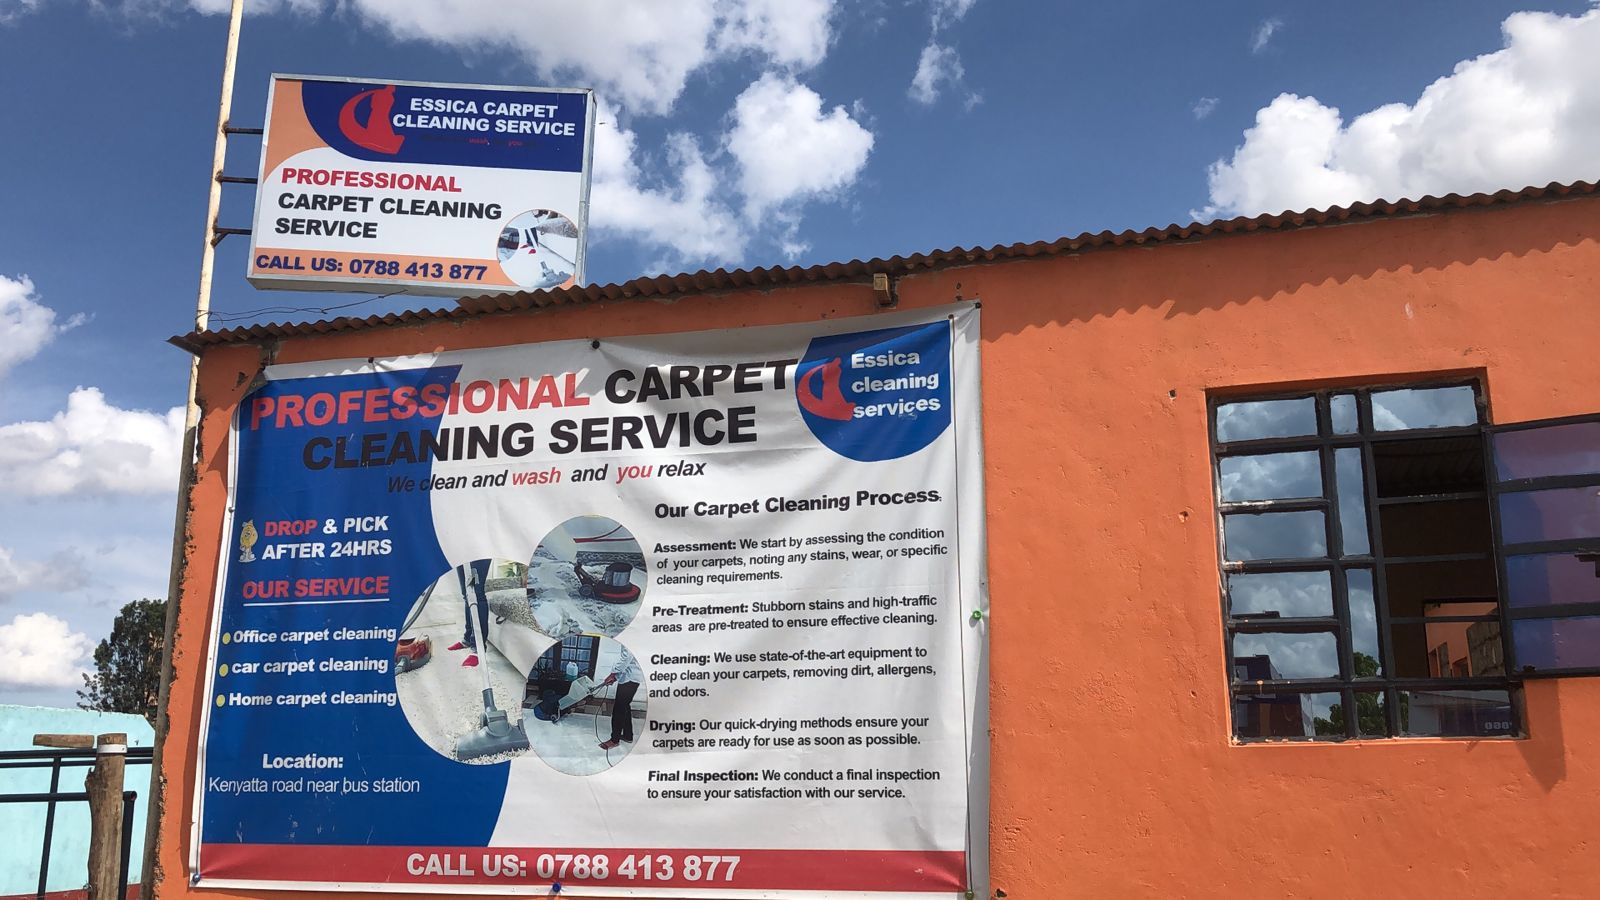 ESSICA CARPET
CLEANING SERVICE
wash you
PROFESSIONAL
CARPET CLEANING
SERVICE
CALL US: 0788 413 877
PROFESSIONAL CARPET
CLEANING SERVICE
We clean and wash and you relax
Essica
cleaning
services
DROP & PICK
AFTER 24HRS
OUR SERVICE
Office carpet cleaning
car carpet cleaning
Home carpet cleaning
Location:
Kenyatta road near bus station
Our Carpet Cleaning Process:
Assessment: We start by assessing the condition
of your carpets, noting any stains, wear, or specific
cleaning requirements.
Pre-Treatment: Stubborn stains and high-traffic
areas are pre-treated to ensure effective cleaning.
Cleaning: We use state-of-the-art equipment to
deep clean your carpets, removing dirt, allergens,
and odors.
Drying: Our quick-drying methods ensure your
carpets are ready for use as soon as possible.
Final Inspection: We conduct a final inspection
to ensure your satisfaction with our service.
CALL US: 0788 413 877